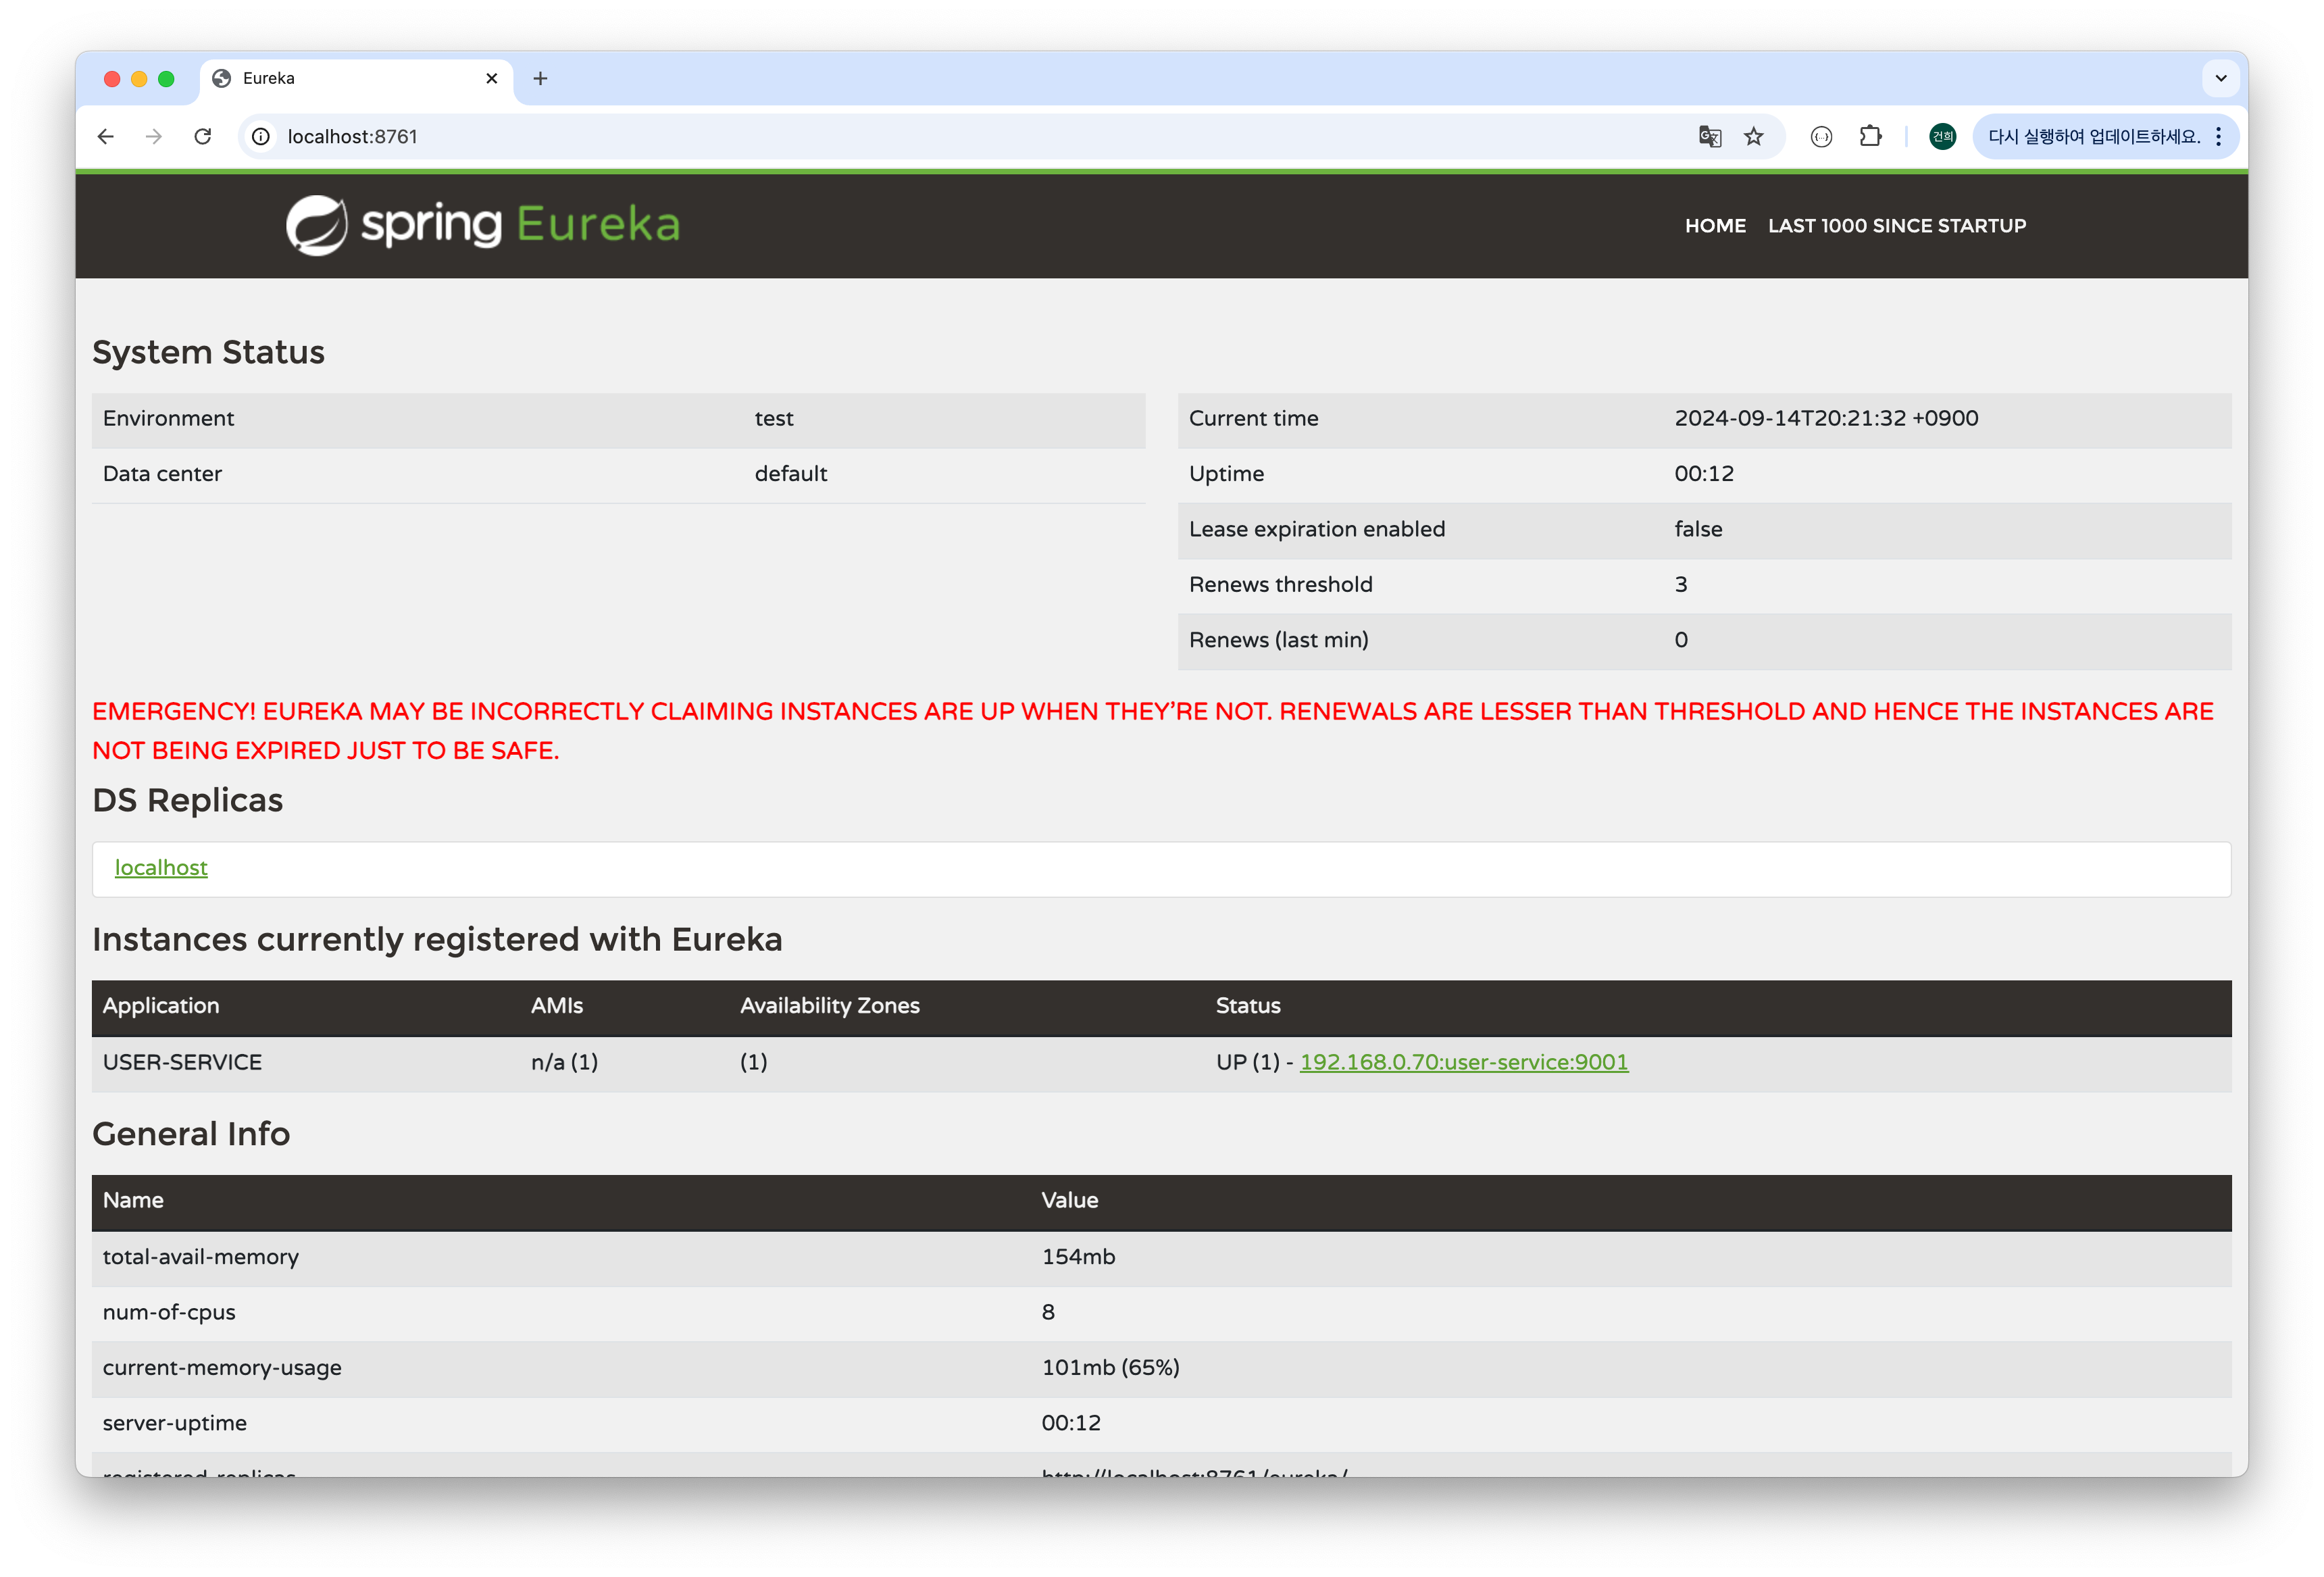 Eureka
localhost:8761
건희
다시 실행하여 업데이트하세요.
spring Eureka
HOME LAST 1000 SINCE STARTUP
System Status
Environment test
Data center default
Current time 2024-09-14T20:21:32 +0900
Uptime 00:12
Lease expiration enabled false
Renews threshold 3
Renews (last min) 0
EMERGENCY! EUREKA MAY BE INCORRECTLY CLAIMING INSTANCES ARE UP WHEN THEY’RE NOT. RENEWALS ARE LESSER THAN THRESHOLD AND HENCE THE INSTANCES ARE
NOT BEING EXPIRED JUST TO BE SAFE.
DS Replicas
localhost
Instances currently registered with Eureka
Application AMIs Availability Zones Status
USER-SERVICE n/a (1) (1) UP (1) - 192.168.0.70:user-service:9001
General Info
Name Value
total-avail-memory 154mb
num-of-cpus 8
current-memory-usage 101mb (65%)
server-uptime 00:12
registered-replicas http://localhost:8761/eureka/